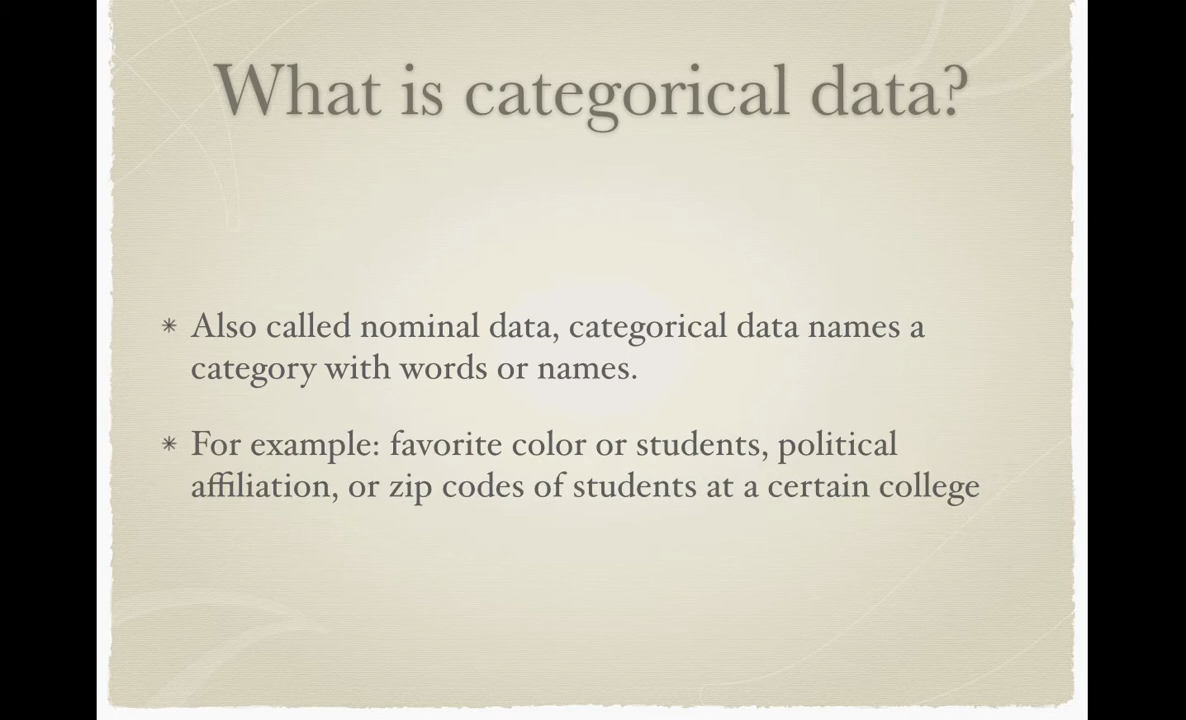 What is categorical data?
* Also called nominal data, categorical data names a
category with words or names.
* For example: favorite color or students, political
affiliation, or zip codes of students at a certain college